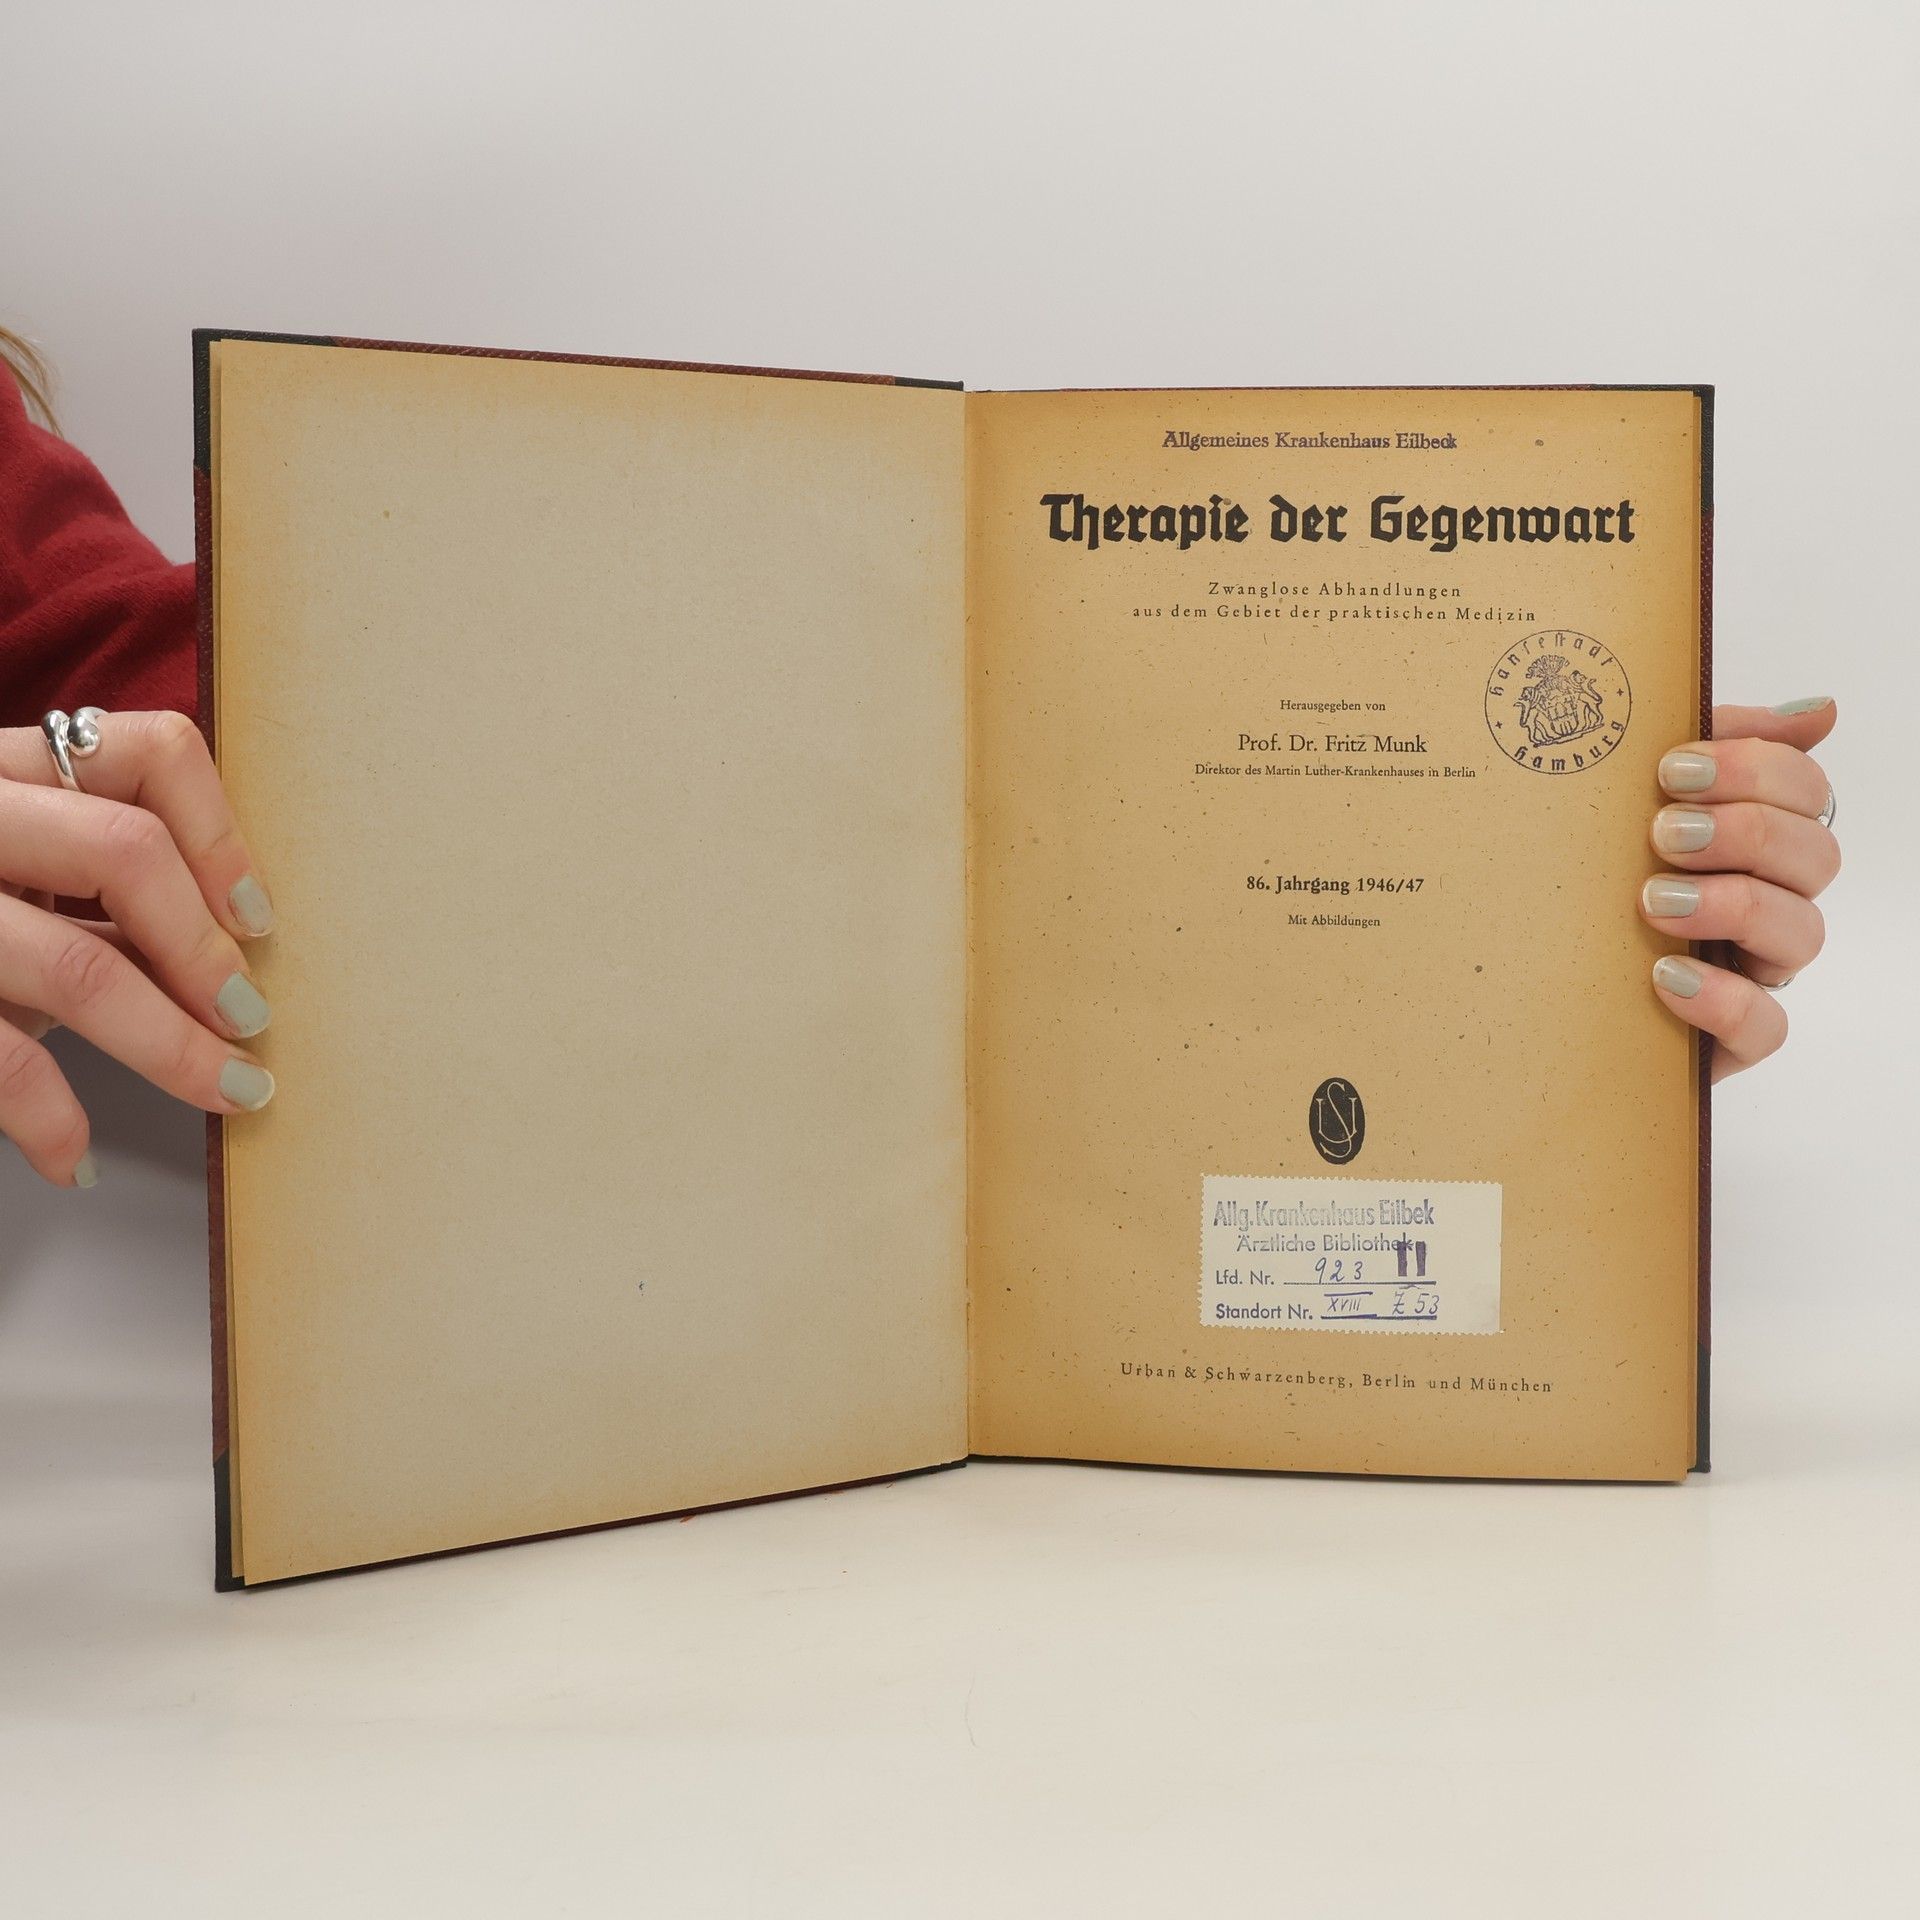 Allgemeines Krankenhaus Eilbeck
Therapie der Gegenwart
Zwanglose Abhandlungen
aus dem Gebiet der praktischen Medizin
Hansestadt
Hamburg
Herausgegeben von
Prof. Dr. Fritz Munk
Direktor des Martin Luther-Krankenhauses in Berlin
86. Jahrgang 1946/47
Mit Abbildungen
US
Allg. Krankenhaus Eilbek
Ärztliche Bibliothek
Lfd. Nr. 923 II
Standort Nr. XVIII Z 53
Urban & Schwarzenberg, Berlin und München